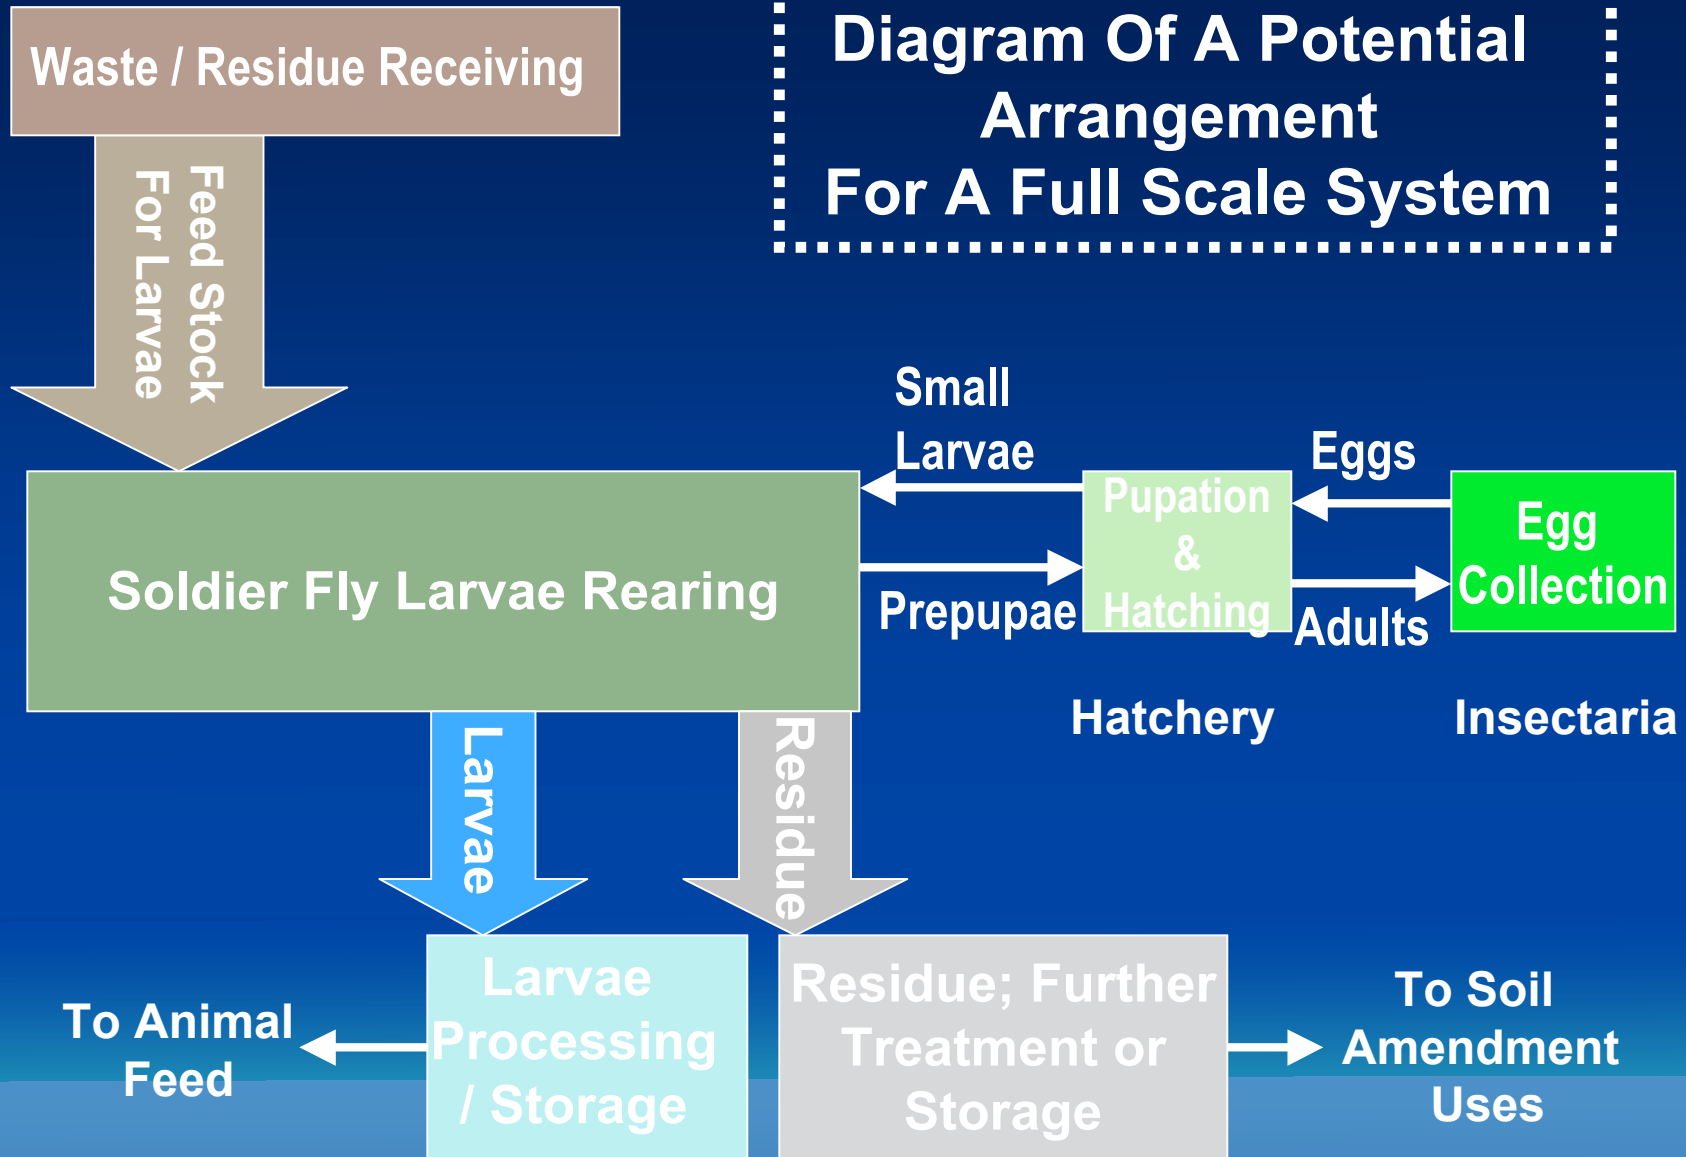 Diagram Of A Potential
Arrangement
For A Full Scale System
Waste / Residue Receiving
Feed Stock
For Larvae
Soldier Fly Larvae Rearing
Small
Larvae
Prepupae
Pupation
&
Hatching
Eggs
Adults
Egg
Collection
Hatchery
Insectaria
Larvae
Residue
Larvae
Processing
/ Storage
To Animal
Feed
Residue; Further
Treatment or
Storage
To Soil
Amendment
Uses